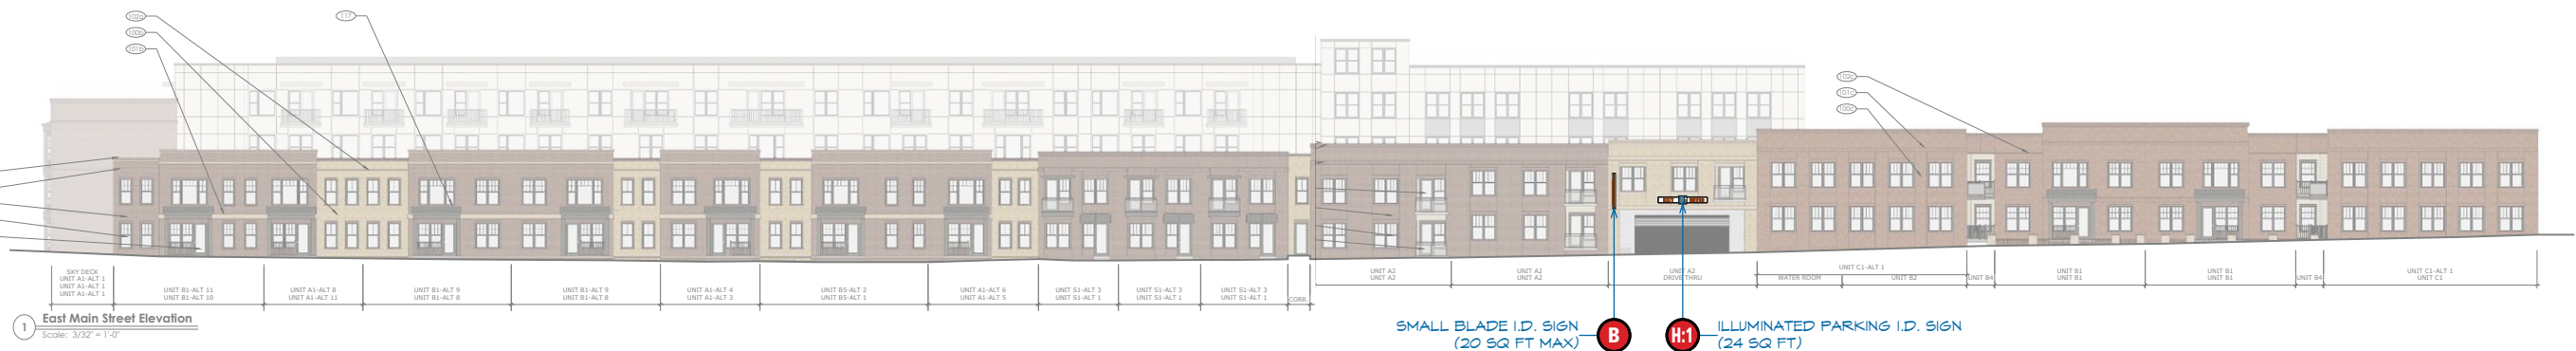 102a
100b
101b
117
102c
101c
100c
SKY DECK
UNIT A1-ALT 1
UNIT A1-ALT 1
UNIT A1-ALT 1
UNIT B1-ALT 11
UNIT B1-ALT 10
UNIT A1-ALT 8
UNIT A1-ALT 11
UNIT B1-ALT 9
UNIT B1-ALT 8
UNIT B1-ALT 9
UNIT B1-ALT 8
UNIT A1-ALT 4
UNIT A1-ALT 3
UNIT B5-ALT 2
UNIT B5-ALT 1
UNIT A1-ALT 6
UNIT A1-ALT 5
UNIT S1-ALT 3
UNIT S1-ALT 1
UNIT S1-ALT 3
UNIT S1-ALT 1
UNIT S1-ALT 3
UNIT S1-ALT 1
CORR.
UNIT A2
UNIT A2
UNIT A2
UNIT A2
UNIT A2
DRIVE THRU
UNIT C1-ALT 1
WATER ROOM
UNIT B2
UNIT B4
UNIT B1
UNIT B1
UNIT B1
UNIT B1
UNIT B4
UNIT C1-ALT 1
UNIT C1
1
East Main Street Elevation
Scale: 3/32" = 1'-0"
SMALL BLADE I.D. SIGN
(20 SQ FT MAX)
B
H:1
ILLUMINATED PARKING I.D. SIGN
(24 SQ FT)